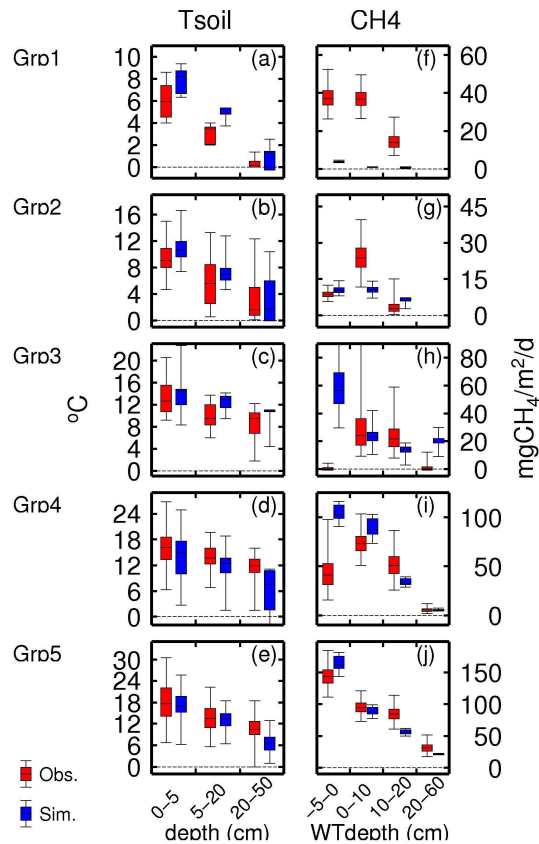 Tsoil CH4
Grp1 10 (a) (f) 60
8
6 40
4
2 20
0 0
Grp2 16 (b) (g) 45
12 30
8
4 15
0 0
Grp3 20 (c) (h) 80
16 60
12
8 40
4 20
0 0
Grp4 24 (d) (i) 100
18
12 50
6
0 0
Grp5 30 (e) (j) 150
24
18 100
12
6 50
0 0
ºC
mgCH4/m²/d
Obs.
Sim.
0−5 5−20 20−50 −5−0 0−10 10−20 20−60
depth (cm) WTdepth (cm)